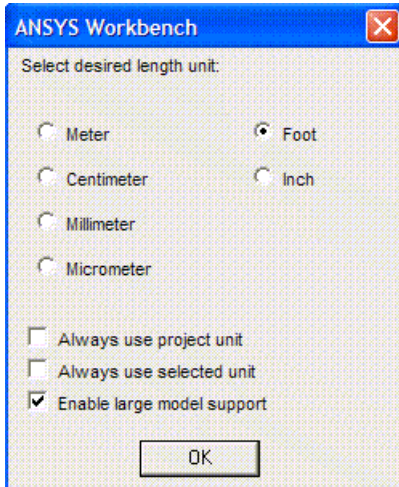 ANSYS Workbench
Select desired length unit:
Meter
Foot
Centimeter
Inch
Millimeter
Micrometer
Always use project unit
Always use selected unit
Enable large model support
OK